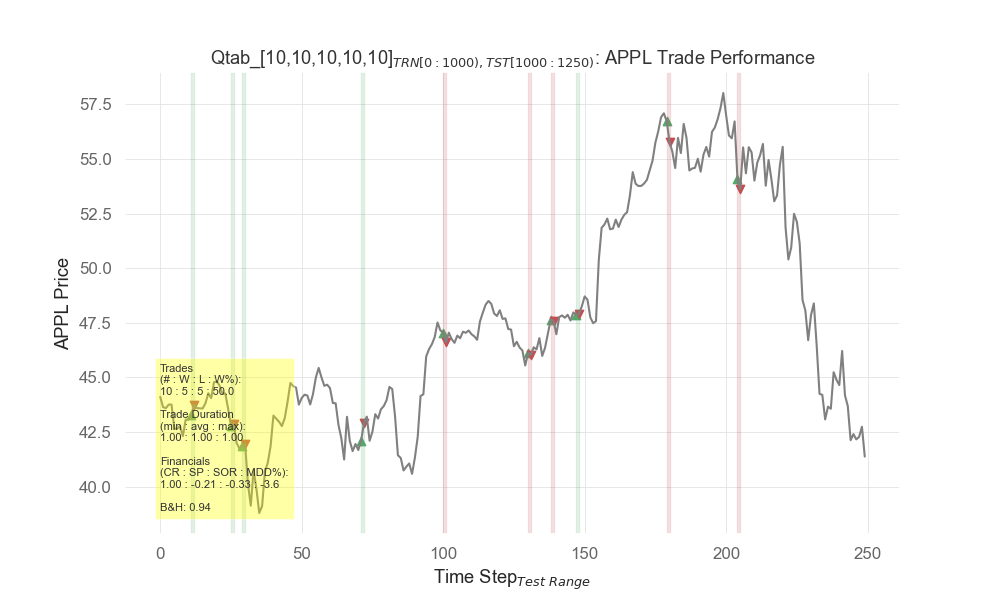 Qtab_[10,10,10,10,10]TRN[0 : 1000), TST[1000 : 1250): APPL Trade Performance
57.5
55.0
52.5
50.0
47.5
45.0
42.5
40.0
APPL Price
Trades
(# : W : L : W%):
10 : 5 : 5 : 50.0
Trade Duration
(min : avg : max):
1.00 : 1.00 : 1.00
Financials
(CR : SP : SOR : MDD%):
1.00 : -0.21 : -0.33 : -3.6
B&H: 0.94
0 50 100 150 200 250
Time StepTest Range